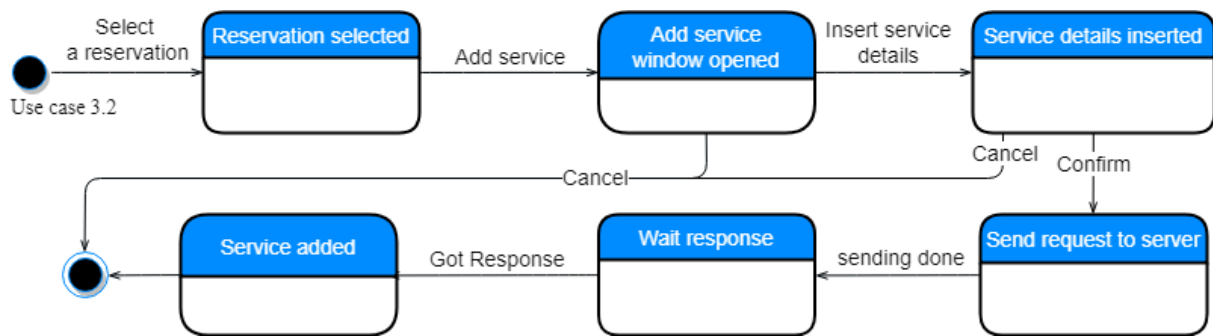 Select
a reservation
Use case 3.2
Reservation selected
Add service
Add service
window opened
Insert service
details
Service details inserted
Cancel
Cancel
Confirm
Service added
Got Response
Wait response
sending done
Send request to server